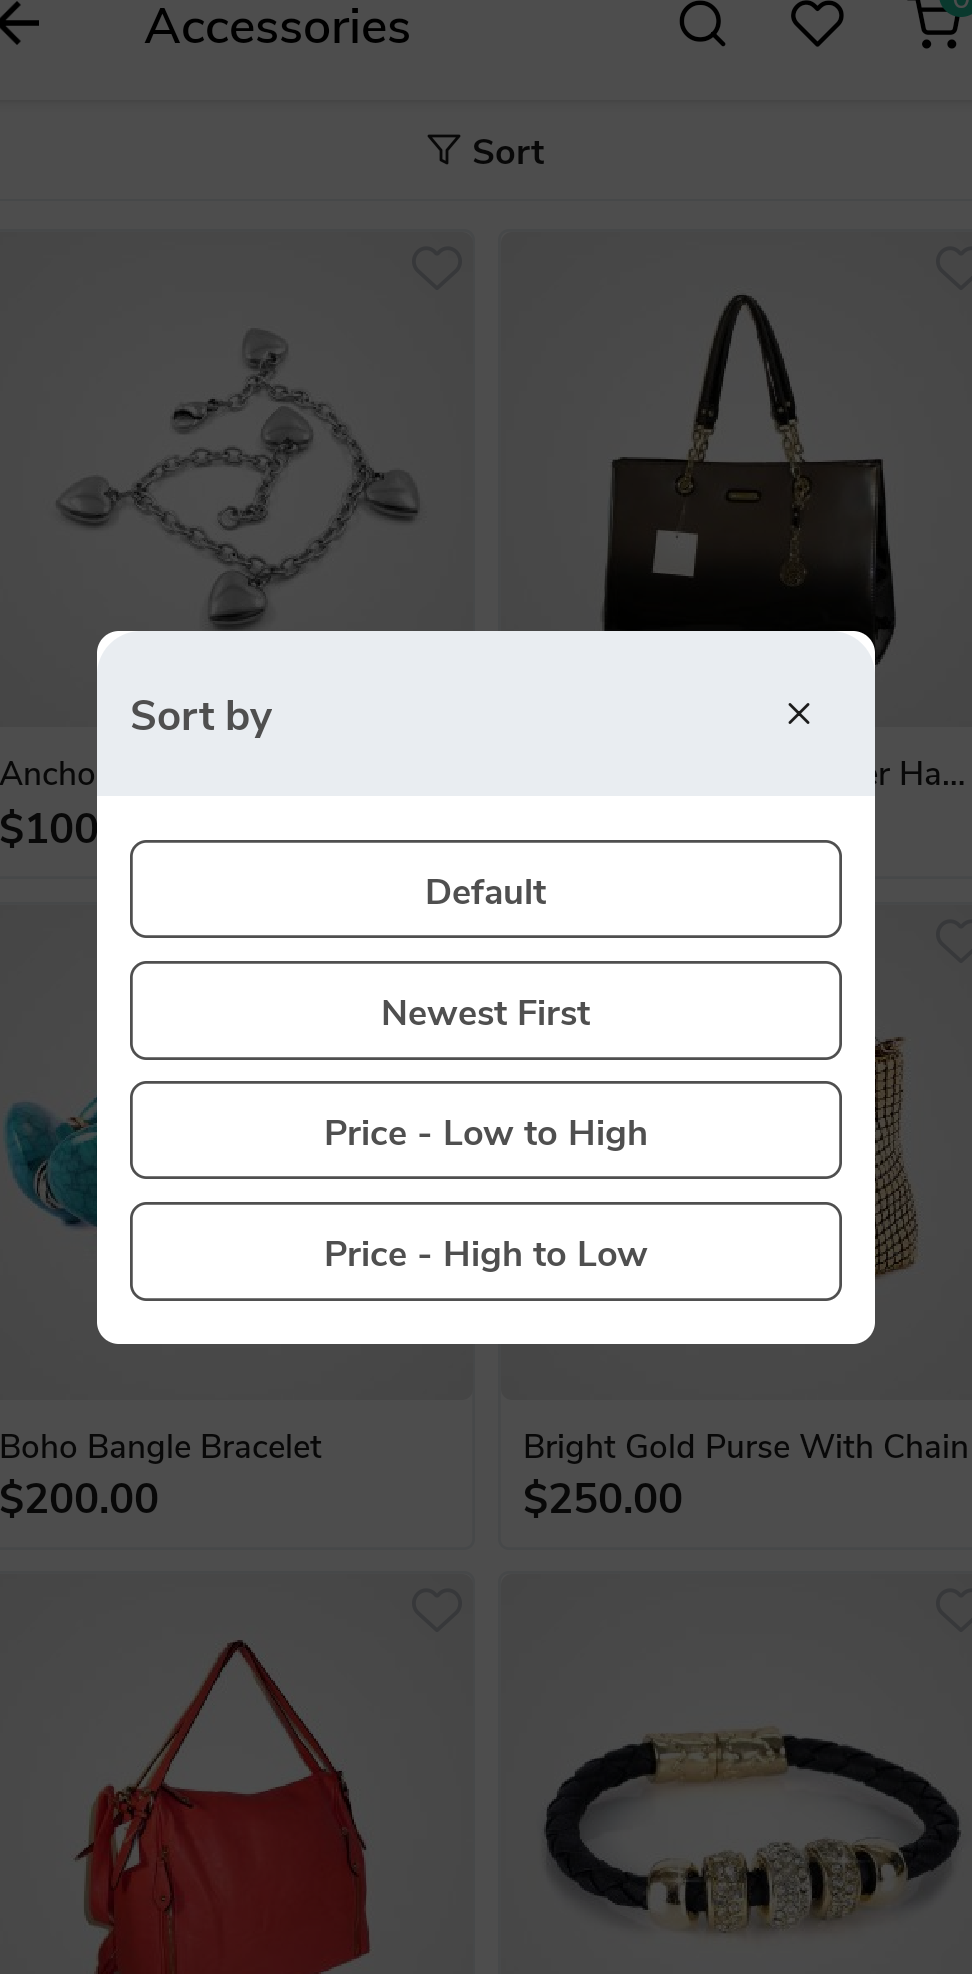 Accessories
Sort
Sort by
er Ha...
$100
Default
Newest First
Price - Low to High
Price - High to Low
Boho Bangle Bracelet
$200.00
Bright Gold Purse With Chain
$250.00